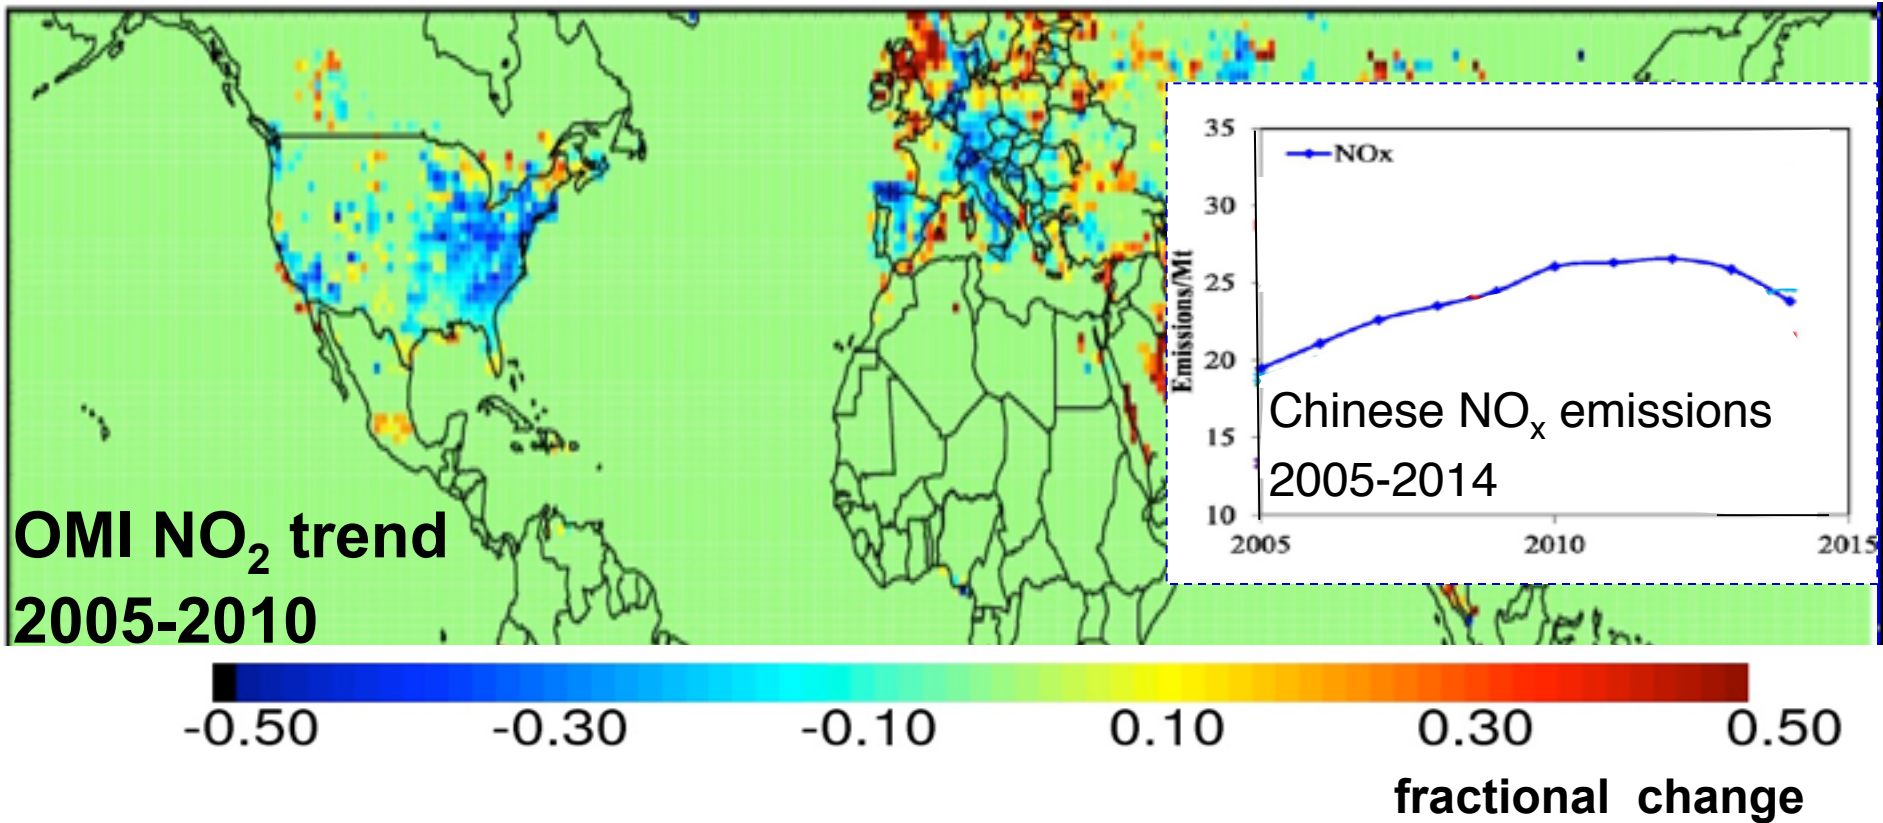 OMI NO₂ trend
2005-2010
35
NOx
30
25
20
15
10
Emissions/Mt
Chinese NOₓ emissions
2005-2014
2005 2010 2015
-0.50 -0.30 -0.10 0.10 0.30 0.50
fractional change